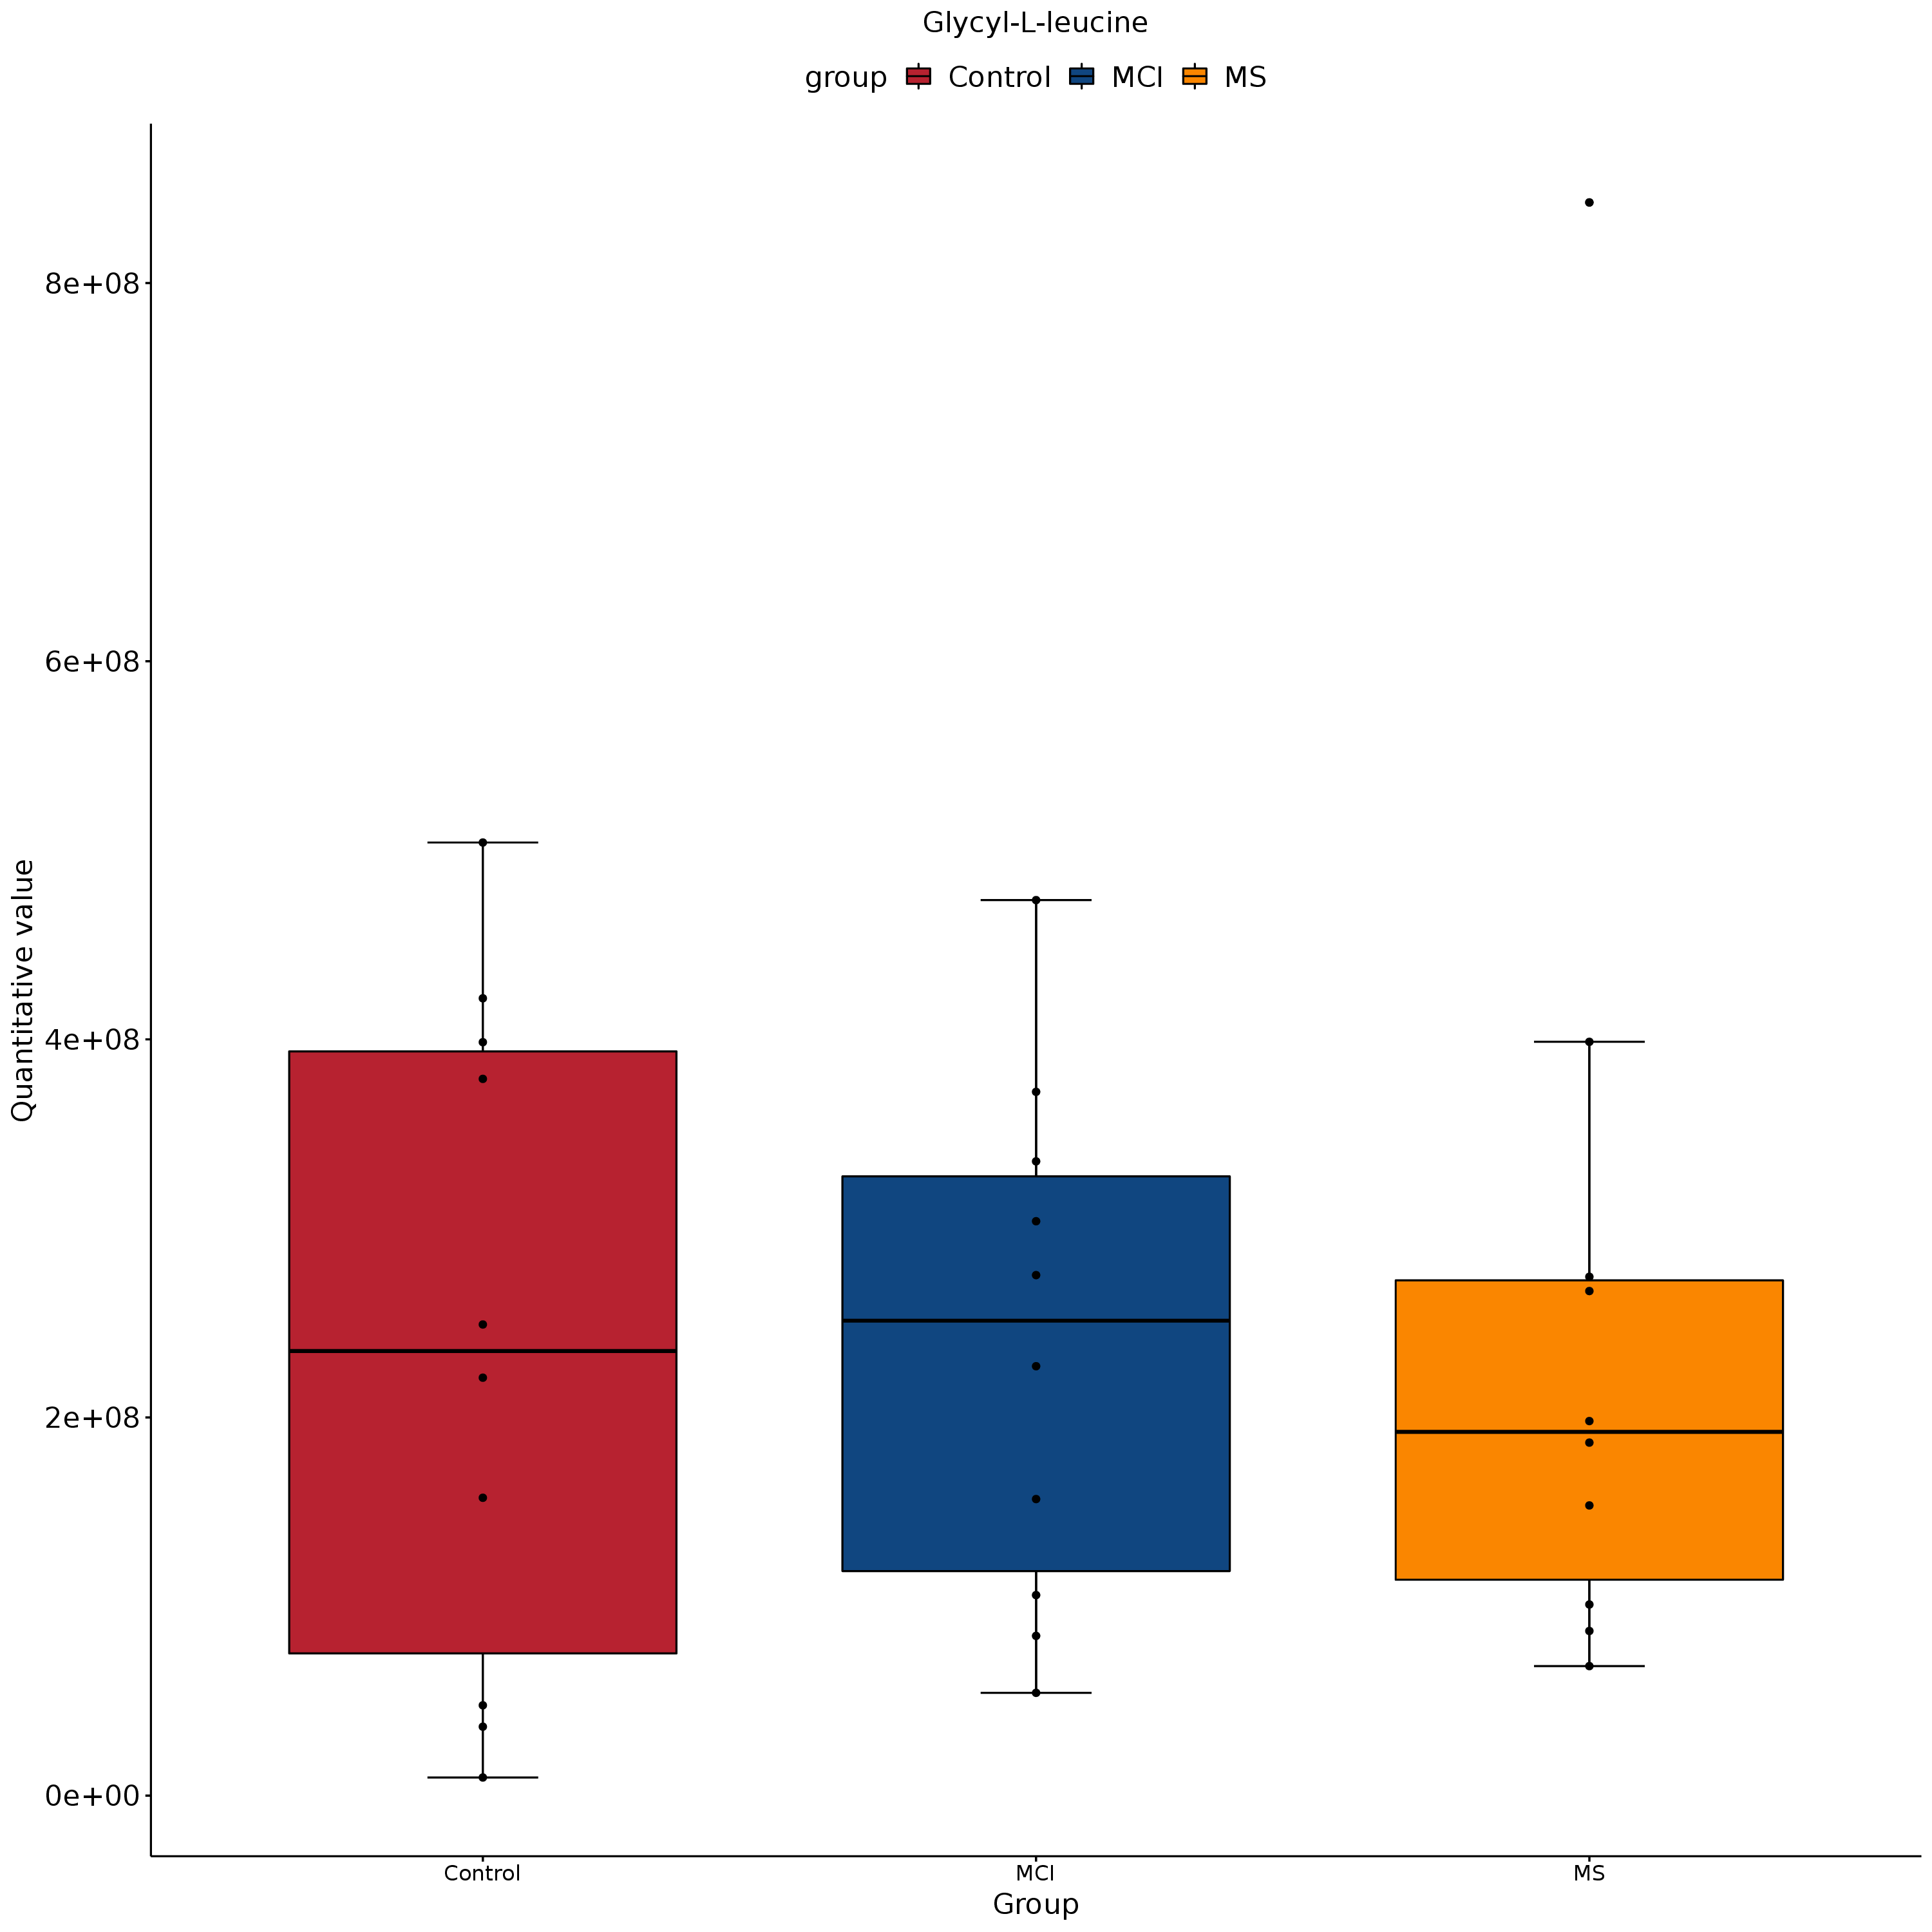 Glycyl-L-leucine
group Control MCI MS
8e+08
6e+08
4e+08
2e+08
0e+00
Quantitative value
Control MCI MS
Group